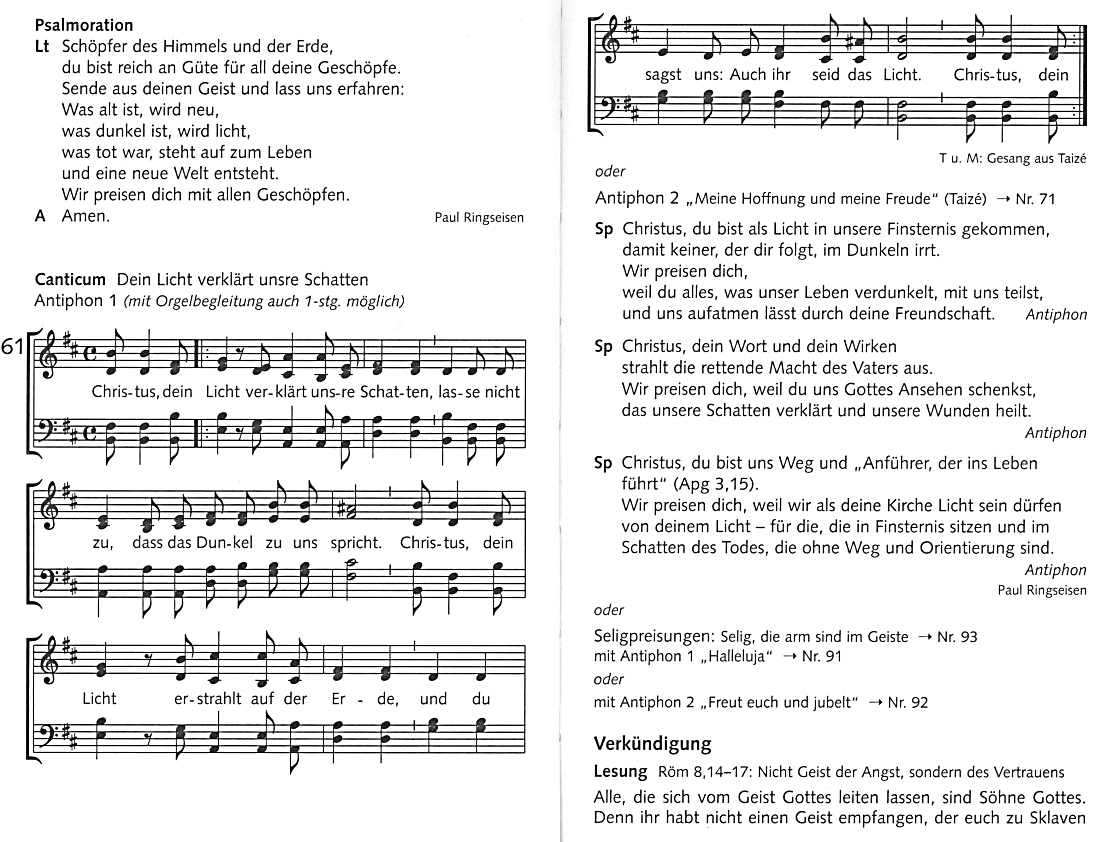 Psalmoration
Lt Schöpfer des Himmels und der Erde,
du bist reich an Güte für all deine Geschöpfe.
Sende aus deinen Geist und lass uns erfahren:
Was alt ist, wird neu,
was dunkel ist, wird licht,
was tot war, steht auf zum Leben
und eine neue Welt entsteht.
Wir preisen dich mit allen Geschöpfen.
A Amen. Paul Ringseisen
Canticum Dein Licht verklärt unsre Schatten
Antiphon 1 (mit Orgelbegleitung auch 1-stg. möglich)
61
Chris-tus, dein Licht ver-klärt uns-re Schat-ten, las-se nicht
zu, dass das Dun-kel zu uns spricht. Chris-tus, dein
Licht er-strahlt auf der Er - de, und du
sagst uns: Auch ihr seid das Licht. Chris-tus, dein
T u. M: Gesang aus Taizé
oder
Antiphon 2 „Meine Hoffnung und meine Freude“ (Taizé) → Nr. 71
Sp Christus, du bist als Licht in unsere Finsternis gekommen,
damit keiner, der dir folgt, im Dunkeln irrt.
Wir preisen dich,
weil du alles, was unser Leben verdunkelt, mit uns teilst,
und uns aufatmen lässt durch deine Freundschaft. Antiphon
Sp Christus, dein Wort und dein Wirken
strahlt die rettende Macht des Vaters aus.
Wir preisen dich, weil du uns Gottes Ansehen schenkst,
das unsere Schatten verklärt und unsere Wunden heilt.
Antiphon
Sp Christus, du bist uns Weg und „Anführer, der ins Leben
führt“ (Apg 3,15).
Wir preisen dich, weil wir als deine Kirche Licht sein dürfen
von deinem Licht – für die, die in Finsternis sitzen und im
Schatten des Todes, die ohne Weg und Orientierung sind.
Antiphon
Paul Ringseisen
oder
Seligpreisungen: Selig, die arm sind im Geiste → Nr. 93
mit Antiphon 1 „Halleluja“ → Nr. 91
oder
mit Antiphon 2 „Freut euch und jubelt“ → Nr. 92
Verkündigung
Lesung Röm 8,14–17: Nicht Geist der Angst, sondern des Vertrauens
Alle, die sich vom Geist Gottes leiten lassen, sind Söhne Gottes.
Denn ihr habt nicht einen Geist empfangen, der euch zu Sklaven